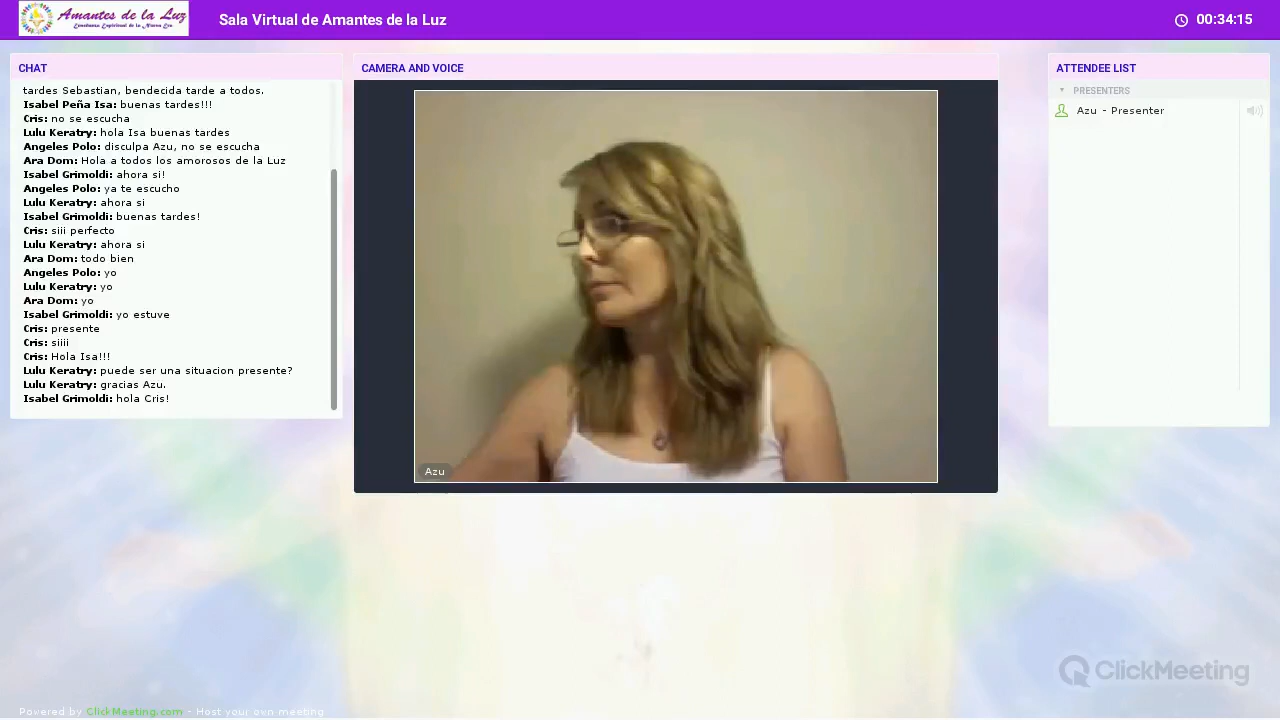 Amantes de la Luz
Enseñanza Espiritual de la Nueva Era
Sala Virtual de Amantes de la Luz
00:34:15
CHAT
tardes Sebastian, bendecida tarde a todos.
Isabel Peña Isa: buenas tardes!!!
Cris: no se escucha
Lulu Keratry: hola Isa buenas tardes
Angeles Polo: disculpa Azu, no se escucha
Ara Dom: Hola a todos los amorosos de la Luz
Isabel Grimoldi: ahora si!
Angeles Polo: ya te escucho
Lulu Keratry: ahora si
Isabel Grimoldi: buenas tardes!
Cris: siii perfecto
Lulu Keratry: ahora si
Ara Dom: todo bien
Angeles Polo: yo
Lulu Keratry: yo
Ara Dom: yo
Isabel Grimoldi: yo estuve
Cris: presente
Cris: siiii
Cris: Hola Isa!!!
Lulu Keratry: puede ser una situacion presente?
Lulu Keratry: gracias Azu.
Isabel Grimoldi: hola Cris!
CAMERA AND VOICE
Azu
ATTENDEE LIST
PRESENTERS
Azu - Presenter
ClickMeeting
Powered by ClickMeeting.com - Host your own meeting